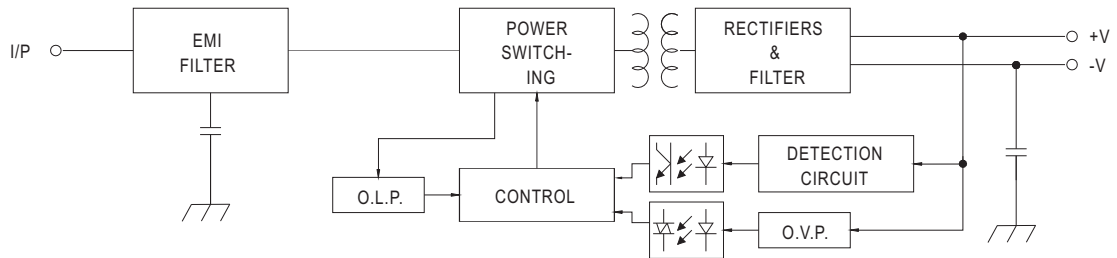 I/P
EMI
FILTER
POWER
SWITCH-
ING
RECTIFIERS
&
FILTER
+V
-V
O.L.P.
CONTROL
DETECTION
CIRCUIT
O.V.P.